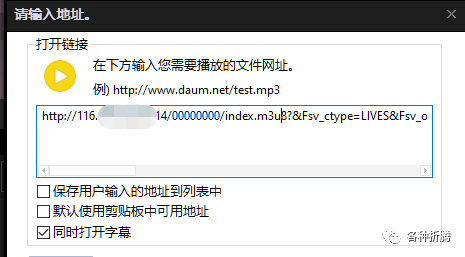 请输入地址。
打开链接
在下方输入您需要播放的文件网址。
例) http://www.daum.net/test.mp3
http://116. 14/00000000/index.m3u8?&Fsv_ctype=LIVES&Fsv_o
保存用户输入的地址到列表中
默认使用剪贴板中可用地址
同时打开字幕
各种折腾